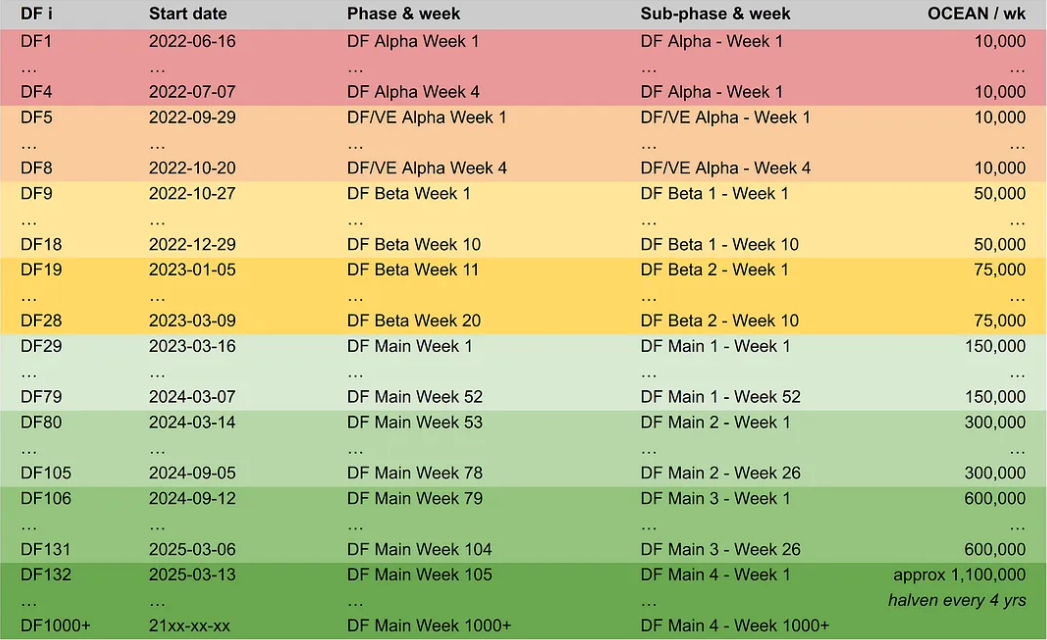 DF i Start date Phase & week Sub-phase & week OCEAN / wk
DF1 2022-06-16 DF Alpha Week 1 DF Alpha - Week 1 10,000
… … … … …
DF4 2022-07-07 DF Alpha Week 4 DF Alpha - Week 1 10,000
DF5 2022-09-29 DF/VE Alpha Week 1 DF/VE Alpha - Week 1 10,000
… … … … …
DF8 2022-10-20 DF/VE Alpha Week 4 DF/VE Alpha - Week 4 10,000
DF9 2022-10-27 DF Beta Week 1 DF Beta 1 - Week 1 50,000
… … … … …
DF18 2022-12-29 DF Beta Week 10 DF Beta 1 - Week 10 50,000
DF19 2023-01-05 DF Beta Week 11 DF Beta 2 - Week 1 75,000
… … … … …
DF28 2023-03-09 DF Beta Week 20 DF Beta 2 - Week 10 75,000
DF29 2023-03-16 DF Main Week 1 DF Main 1 - Week 1 150,000
… … … … …
DF79 2024-03-07 DF Main Week 52 DF Main 1 - Week 52 150,000
DF80 2024-03-14 DF Main Week 53 DF Main 2 - Week 1 300,000
… … … … …
DF105 2024-09-05 DF Main Week 78 DF Main 2 - Week 26 300,000
DF106 2024-09-12 DF Main Week 79 DF Main 3 - Week 1 600,000
… … … … …
DF131 2025-03-06 DF Main Week 104 DF Main 3 - Week 26 600,000
DF132 2025-03-13 DF Main Week 105 DF Main 4 - Week 1 approx 1,100,000
… … … … halven every 4 yrs
DF1000+ 21xx-xx-xx DF Main Week 1000+ DF Main 4 - Week 1000+